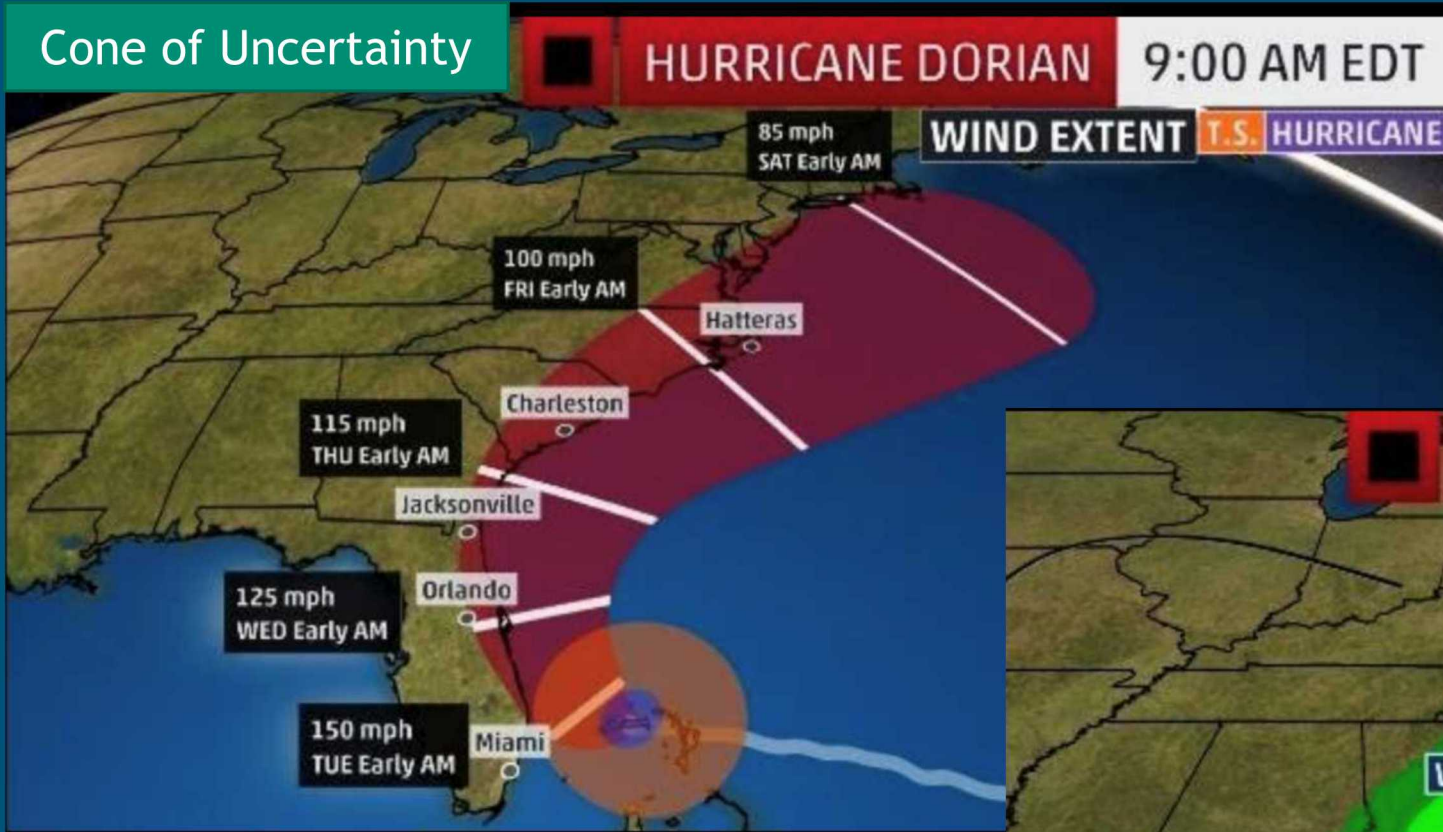 Cone of Uncertainty
HURRICANE DORIAN
9:00 AM EDT
WIND EXTENT T.S. HURRICANE
85 mph
SAT Early AM
100 mph
FRI Early AM
Hatteras
Charleston
115 mph
THU Early AM
Jacksonville
Orlando
125 mph
WED Early AM
150 mph
TUE Early AM
Miami